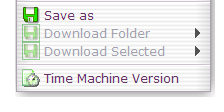 Save as
Download Folder
Download Selected
Time Machine Version